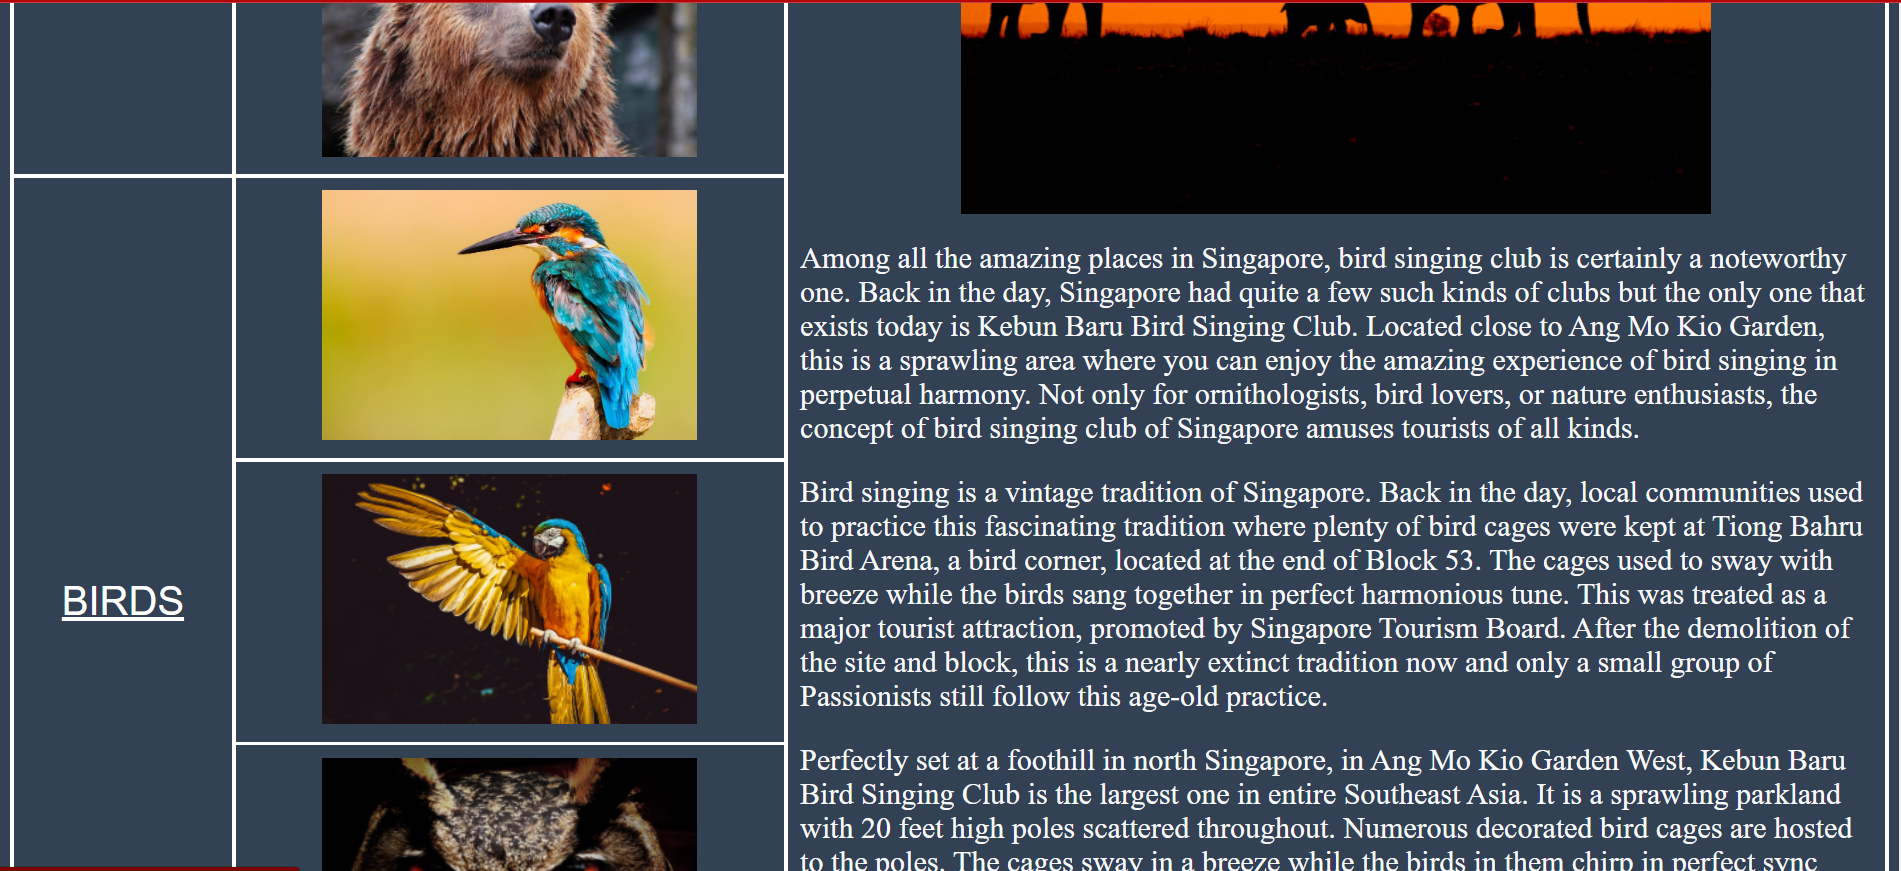 BIRDS
Among all the amazing places in Singapore, bird singing club is certainly a noteworthy
one. Back in the day, Singapore had quite a few such kinds of clubs but the only one that
exists today is Kebun Baru Bird Singing Club. Located close to Ang Mo Kio Garden,
this is a sprawling area where you can enjoy the amazing experience of bird singing in
perpetual harmony. Not only for ornithologists, bird lovers, or nature enthusiasts, the
concept of bird singing club of Singapore amuses tourists of all kinds.
Bird singing is a vintage tradition of Singapore. Back in the day, local communities used
to practice this fascinating tradition where plenty of bird cages were kept at Tiong Bahru
Bird Arena, a bird corner, located at the end of Block 53. The cages used to sway with
breeze while the birds sang together in perfect harmonious tune. This was treated as a
major tourist attraction, promoted by Singapore Tourism Board. After the demolition of
the site and block, this is a nearly extinct tradition now and only a small group of
Passionists still follow this age-old practice.
Perfectly set at a foothill in north Singapore, in Ang Mo Kio Garden West, Kebun Baru
Bird Singing Club is the largest one in entire Southeast Asia. It is a sprawling parkland
with 20 feet high poles scattered throughout. Numerous decorated bird cages are hosted
to the poles. The cages sway in a breeze while the birds in them chirp in perfect sync